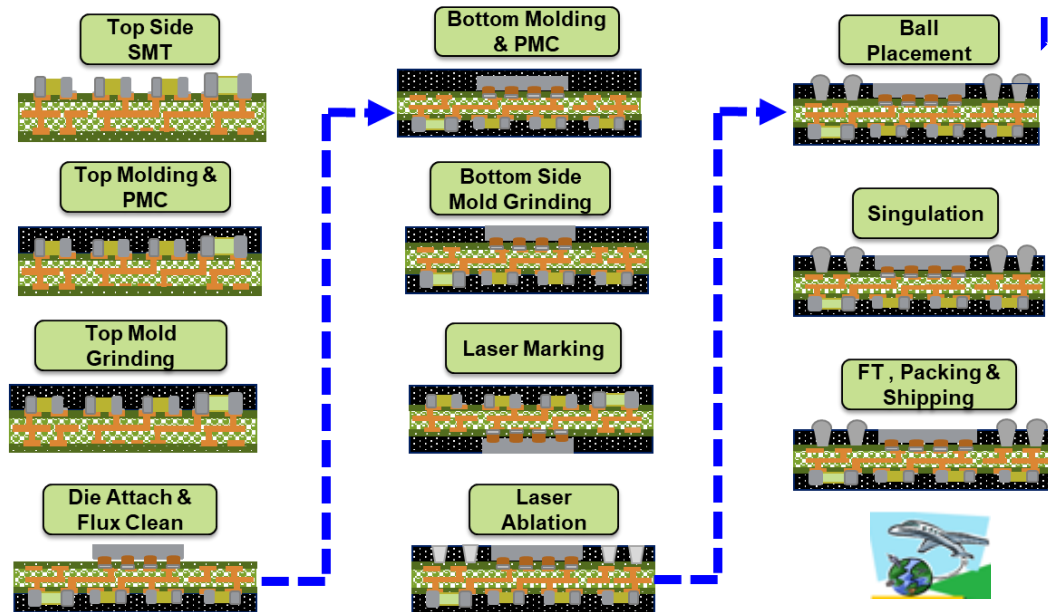 Top Side
SMT
Top Molding &
PMC
Top Mold
Grinding
Die Attach &
Flux Clean
Bottom Molding
& PMC
Bottom Side
Mold Grinding
Laser Marking
Laser
Ablation
Ball
Placement
Singulation
FT , Packing &
Shipping